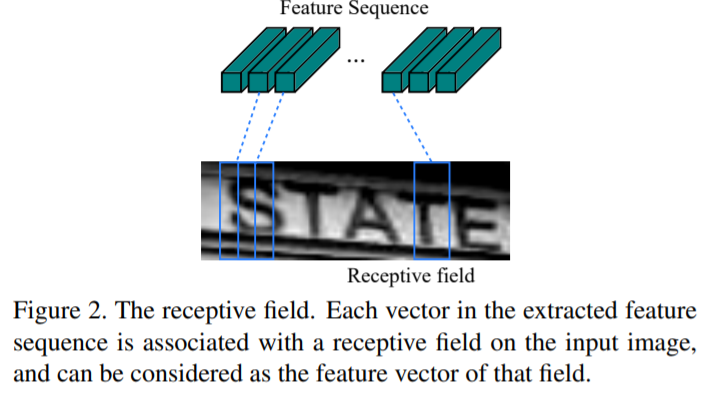 Feature Sequence
...
STATE
Receptive field
Figure 2. The receptive field. Each vector in the extracted feature
sequence is associated with a receptive field on the input image,
and can be considered as the feature vector of that field.